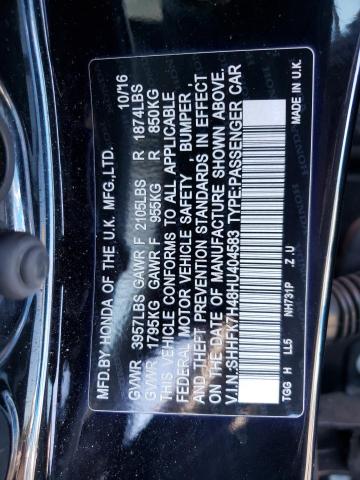 MFD.BY HONDA OF THE U.K. MFG.,LTD. 10/16
GVWR 3957LBS GAWR F 2105LBS R 1874LBS
GVWR 1795KG GAWR F 955KG R 850KG
THIS VEHICLE CONFORMS TO ALL APPLICABLE
FEDERAL MOTOR VEHICLE SAFETY , BUMPER ,
AND THEFT PREVENTION STANDARDS IN EFFECT
ON THE DATE OF MANUFACTURE SHOWN ABOVE.
V.I.N.:SHHFK7H48HU404583 TYPE:PASSENGER CAR
NH731P .Z U MADE IN U.K.
TGG H LL5